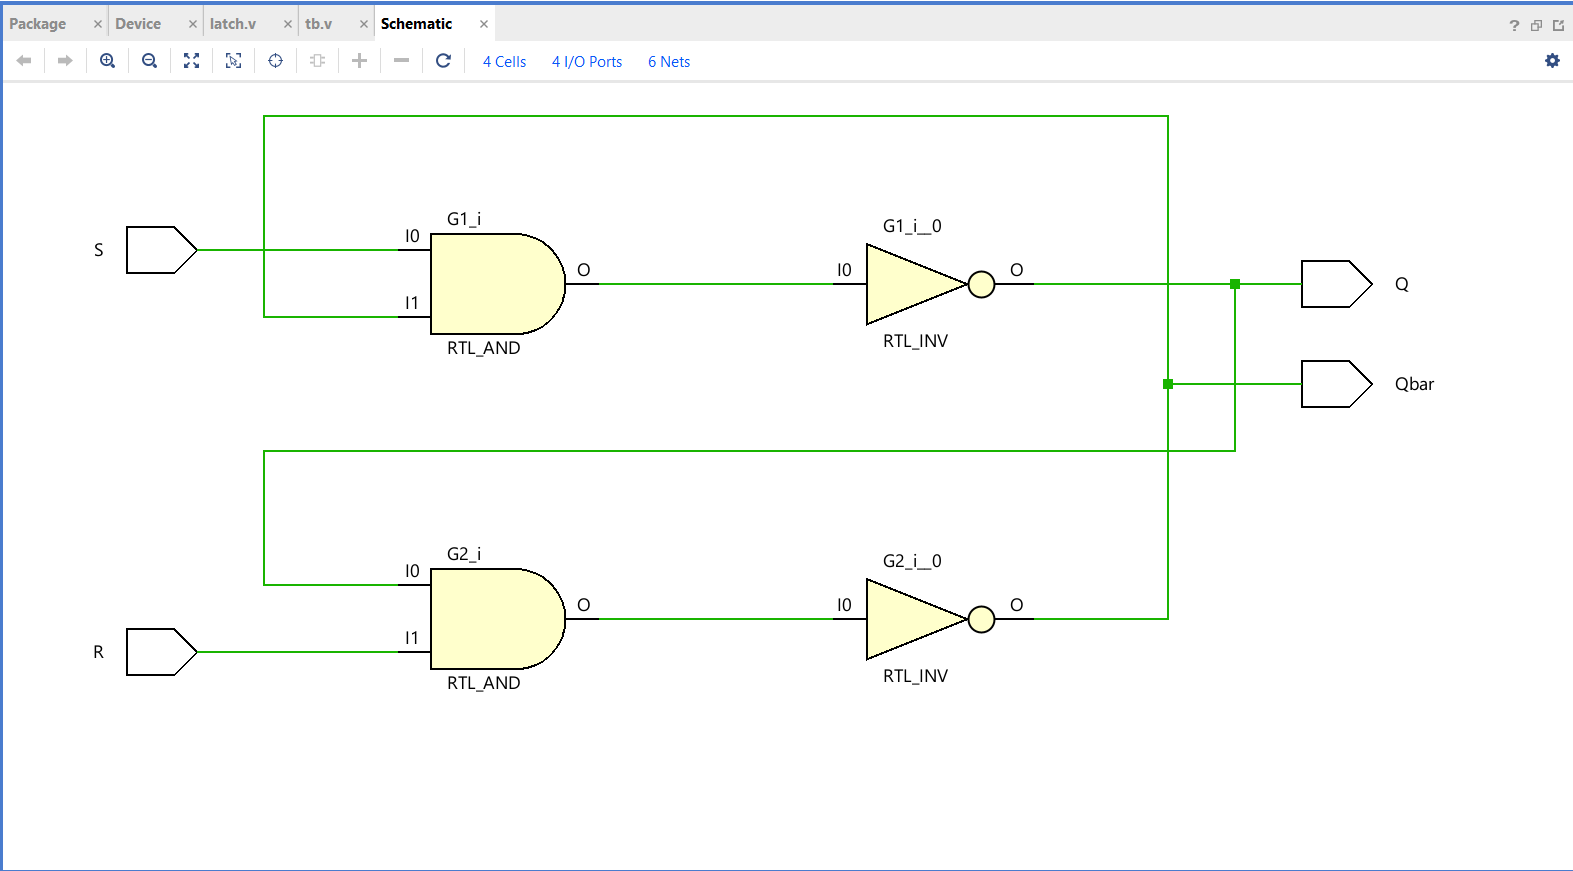 Package Device latch.v tb.v Schematic
4 Cells 4 I/O Ports 6 Nets
G1_i
G1_i__0
I0
S
I1
O
I0
O
Q
RTL_AND
RTL_INV
Qbar
G2_i
G2_i__0
I0
O
I0
O
I1
R
RTL_AND
RTL_INV